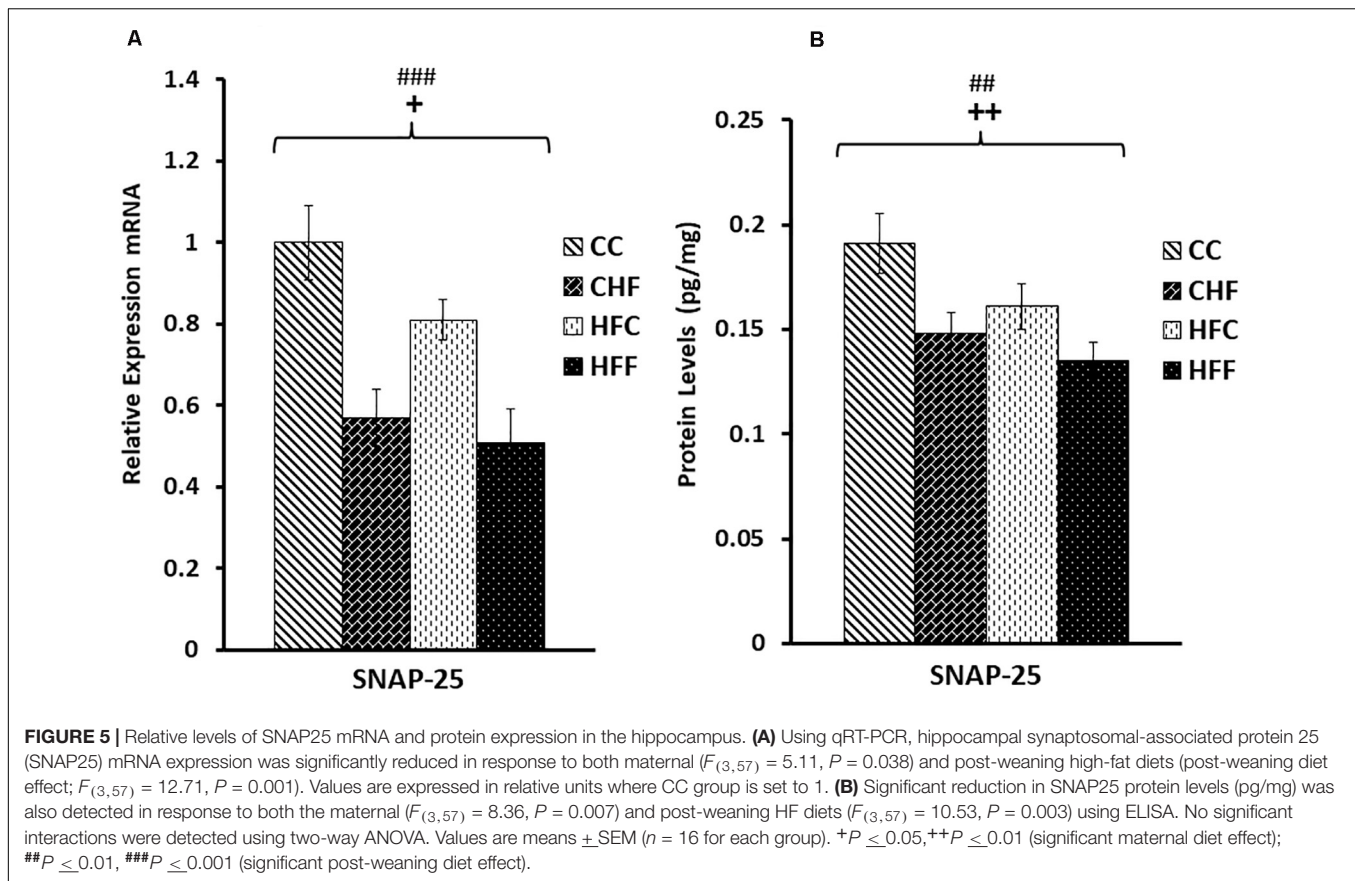 A
###
+
1.4
1.2
1
0.8
0.6
0.4
0.2
0
Relative Expression mRNA
CC
CHF
HFC
HFF
SNAP-25
B
##
++
0.25
0.2
0.15
0.1
0.05
0
Protein Levels (pg/mg)
CC
CHF
HFC
HFF
SNAP-25
FIGURE 5 | Relative levels of SNAP25 mRNA and protein expression in the hippocampus. (A) Using qRT-PCR, hippocampal synaptosomal-associated protein 25
(SNAP25) mRNA expression was significantly reduced in response to both maternal (F(3,57) = 5.11, P = 0.038) and post-weaning high-fat diets (post-weaning diet
effect; F(3,57) = 12.71, P = 0.001). Values are expressed in relative units where CC group is set to 1. (B) Significant reduction in SNAP25 protein levels (pg/mg) was
also detected in response to both the maternal (F(3,57) = 8.36, P = 0.007) and post-weaning HF diets (F(3,57) = 10.53, P = 0.003) using ELISA. No significant
interactions were detected using two-way ANOVA. Values are means ± SEM (n = 16 for each group). +P ≤ 0.05,++P ≤ 0.01 (significant maternal diet effect);
##P ≤ 0.01, ###P ≤ 0.001 (significant post-weaning diet effect).